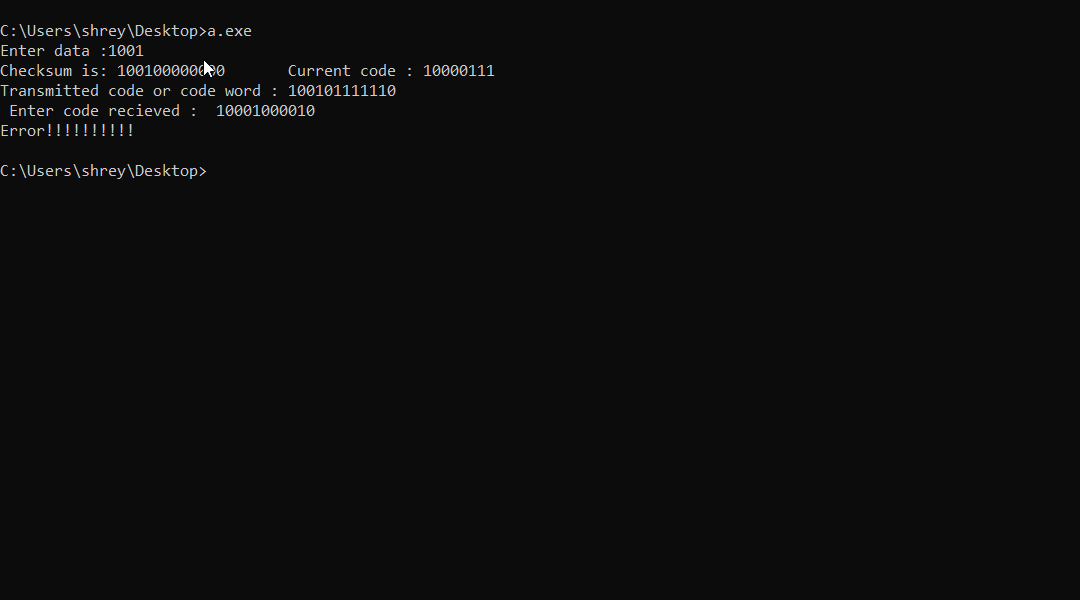 C:\Users\shrey\Desktop>a.exe
Enter data :1001
Checksum is: 100100000000       Current code : 10000111
Transmitted code or code word : 100101111110
 Enter code recieved :  10001000010
Error!!!!!!!!!!
C:\Users\shrey\Desktop>